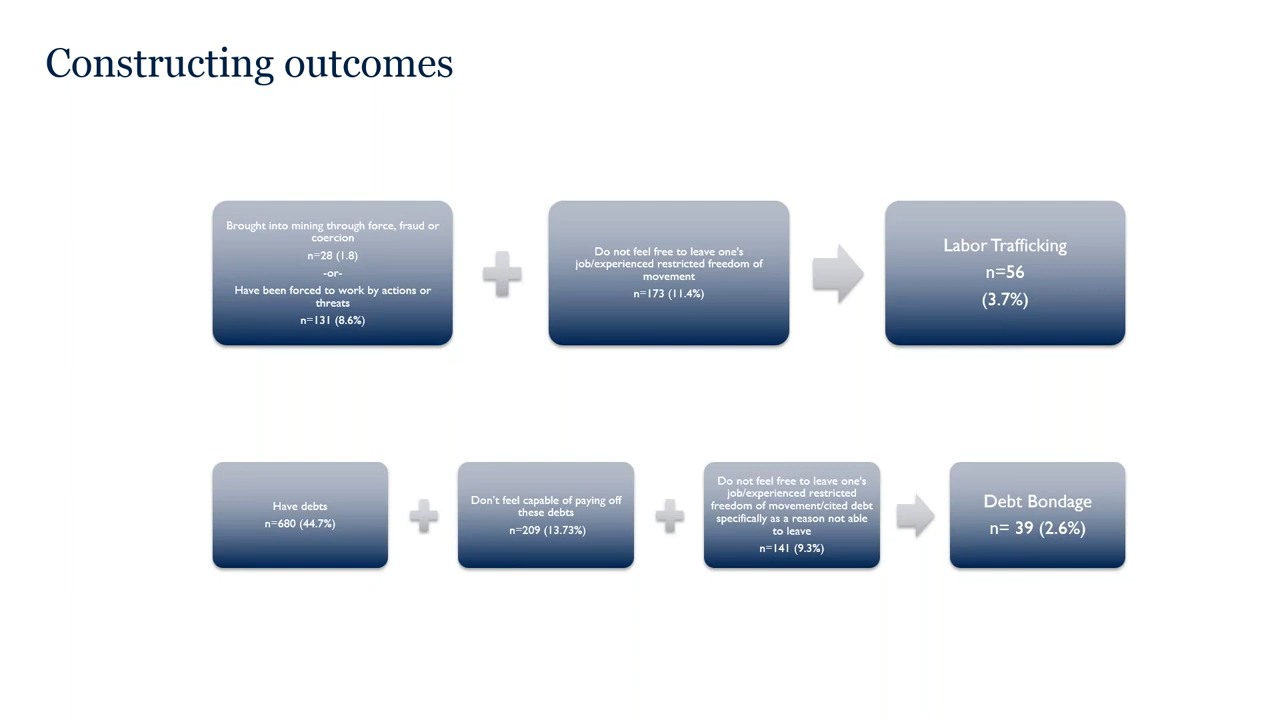 Constructing outcomes
Brought into mining through force, fraud or
coercion
n=28 (1.8)
-or-
Have been forced to work by actions or
threats
n=131 (8.6%)
Do not feel free to leave one's
job/experienced restricted freedom of
movement
n=173 (11.4%)
Labor Trafficking
n=56
(3.7%)
Have debts
n=680 (44.7%)
Don't feel capable of paying off
these debts
n=209 (13.73%)
Do not feel free to leave one's
job/experienced restricted
freedom of movement/cited debt
specifically as a reason not able
to leave
n=141 (9.3%)
Debt Bondage
n= 39 (2.6%)